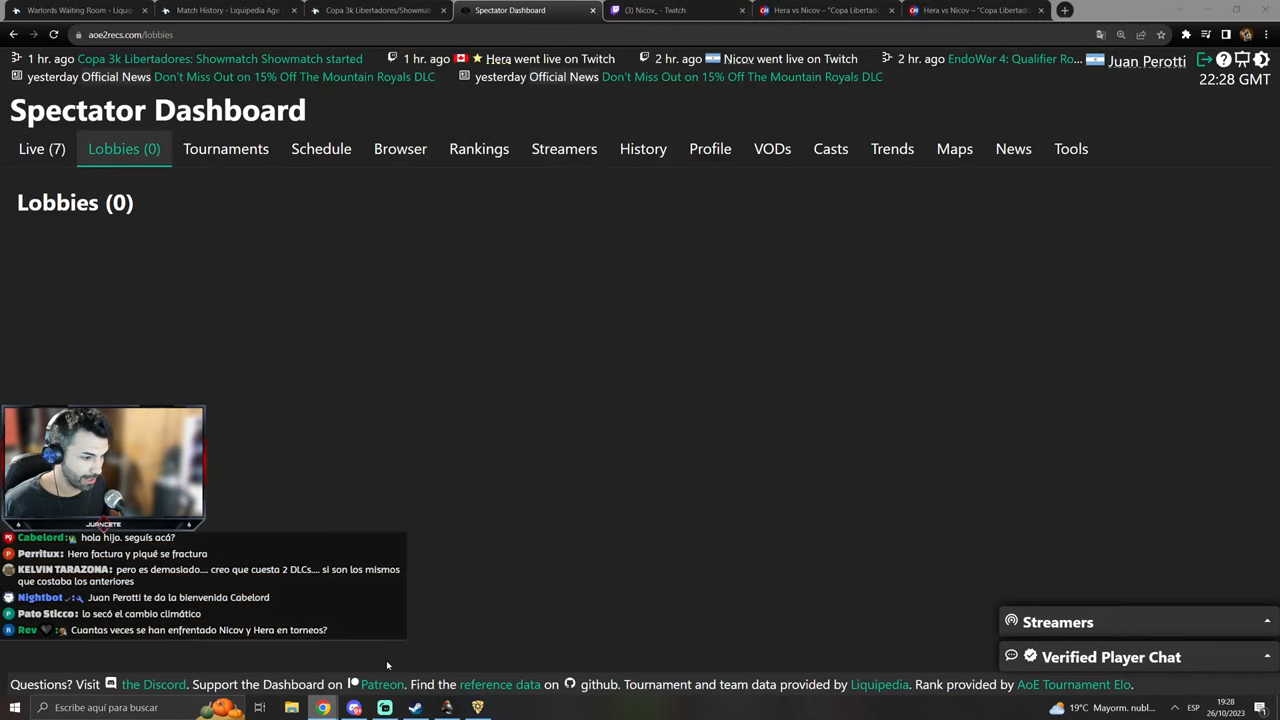 Warlords Waiting Room - Liquip
Match History - Liquipedia Age
Copa 3k Libertadores/Showmat
Spectator Dashboard
(3) Nicov_ - Twitch
Hera vs Nicov – "Copa Libertad
Hera vs Nicov – "Copa Libertad
aoe2recs.com/lobbies
1 hr. ago Copa 3k Libertadores: Showmatch Showmatch started
1 hr. ago Hera went live on Twitch
2 hr. ago Nicov went live on Twitch
2 hr. ago EndoWar 4: Qualifier Ro...
Juan Perotti
yesterday Official News Don't Miss Out on 15% Off The Mountain Royals DLC
yesterday Official News Don't Miss Out on 15% Off The Mountain Royals DLC
22:28 GMT
Spectator Dashboard
Live (7) Lobbies (0) Tournaments Schedule Browser Rankings Streamers History Profile VODs Casts Trends Maps News Tools
Lobbies (0)
JUANCETE
Cabelord: hola hijo. seguís acá?
Perritux: Hera factura y piqué se fractura
KELVIN TARAZONA: pero es demasiado.... creo que cuesta 2 DLCs.... si son los mismos
que costaba los anteriores
Nightbot : Juan Perotti te da la bienvenida Cabelord
Pato Sticco: lo secó el cambio climático
Rev : Cuantas veces se han enfrentado Nicov y Hera en torneos?
Streamers
Verified Player Chat
Questions? Visit the Discord. Support the Dashboard on Patreon. Find the reference data on github. Tournament and team data provided by Liquipedia. Rank provided by AoE Tournament Elo.
Escribe aquí para buscar
19°C Mayorm. nubl...
ESP
19:28
26/10/2023